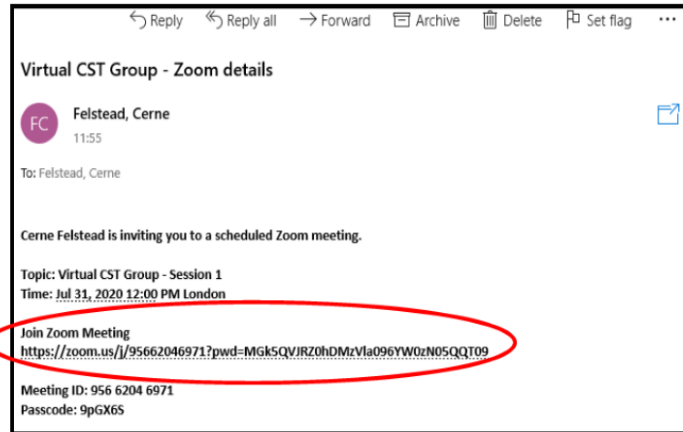 Reply Reply all Forward Archive Delete Set flag ...
Virtual CST Group - Zoom details
FC
Felstead, Cerne
11:55
To: Felstead, Cerne
Cerne Felstead is inviting you to a scheduled Zoom meeting.
Topic: Virtual CST Group - Session 1
Time: Jul 31, 2020 12:00 PM London
Join Zoom Meeting
https://zoom.us/j/95662046971?pwd=MGk5QVJRZ0hDMzVla096YW0zN05QQT09
Meeting ID: 956 6204 6971
Passcode: 9pGX6S